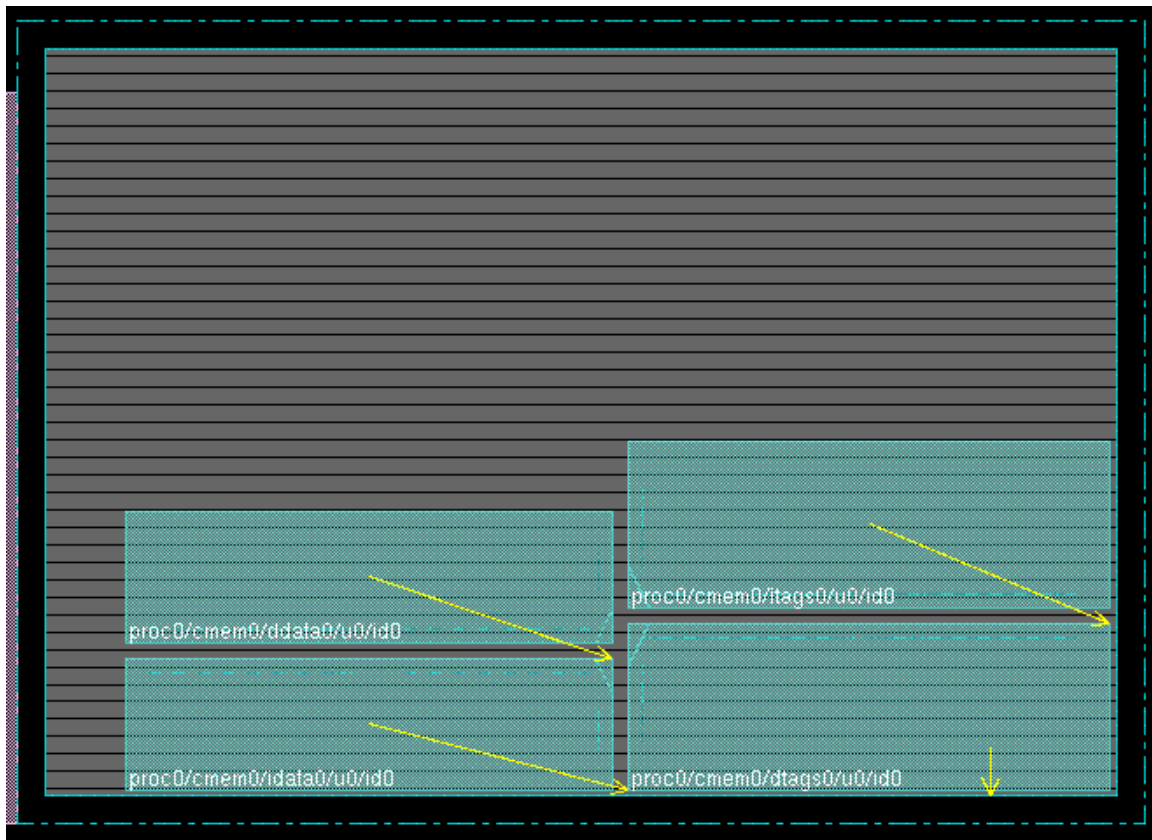 proc0/cmem0/itags0/u0/id0
proc0/cmem0/ddata0/u0/id0
proc0/cmem0/idata0/u0/id0
proc0/cmem0/dtags0/u0/id0